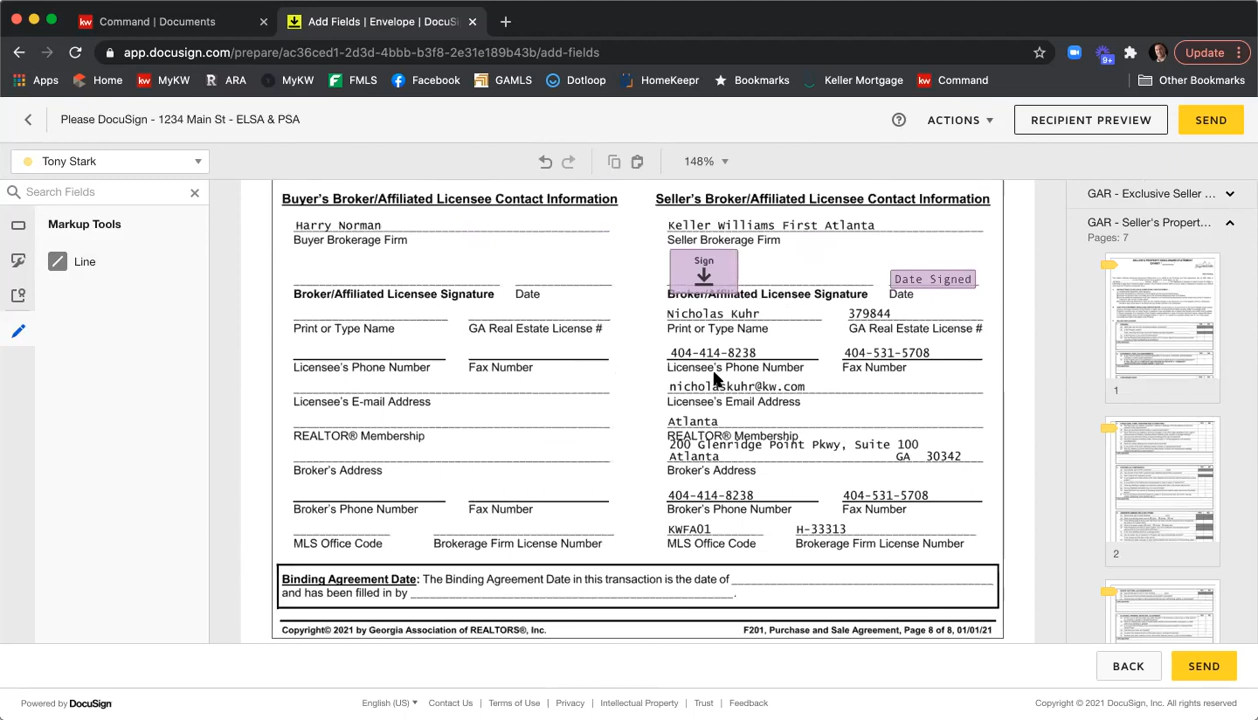 Command | Documents
Add Fields | Envelope | DocuSi
app.docusign.com/prepare/ac36ced1-2d3d-4bbb-b3f8-2e31e189b43b/add-fields
9+
Update
Apps
Home
kw MyKW
R ARA
MyKW
FMLS
Facebook
GAMLS
Dotloop
HomeKeepr
Bookmarks
Keller Mortgage
kw Command
Other Bookmarks
Please DocuSign - 1234 Main St - ELSA & PSA
ACTIONS
RECIPIENT PREVIEW
SEND
Tony Stark
148%
Search Fields
Markup Tools
Line
Buyer's Broker/Affiliated Licensee Contact Information
Harry Norman
Buyer Brokerage Firm
Broker/Affiliated Licensee Signature Date
Print or Type Name GA Real Estate License #
Licensee's Phone Number Fax Number
Licensee's E-mail Address
REALTOR® Membership
Broker's Address
Broker's Phone Number Fax Number
MLS Office Code Brokerage Firm License Number
Seller's Broker/Affiliated Licensee Contact Information
Keller Williams First Atlanta
Seller Brokerage Firm
Sign
Date Signed
Broker/Affiliated Licensee Signature Date
Nicholas Kuhr 379844
Print or Type Name GA Real Estate License #
404-414-8238 404-531-5708
Licensee's Phone Number Fax Number
nicholaskuhr@kw.com
Licensee's Email Address
Atlanta
REALTOR® Membership
200 Glenridge Point Pkwy, Suite 100
Atlanta GA 30342
Broker's Address
404-414-8238 404-531-5708
Broker's Phone Number Fax Number
KWFA01 H-33313
MLS Office Code Brokerage Firm License Number
Binding Agreement Date: The Binding Agreement Date in this transaction is the date of
and has been filled in by .
Copyright© 2021 by Georgia Association of REALTORS®, Inc. F201, Purchase and Sale Agreement, Page 8 of 8, 01/01/21
GAR - Exclusive Seller ...
GAR - Seller's Propert...
Pages: 7
1
2
BACK
SEND
Powered by DocuSign
English (US)
Contact Us
Terms of Use
Privacy
Intellectual Property
Trust
Feedback
Copyright © 2021 DocuSign, Inc. All rights reserved